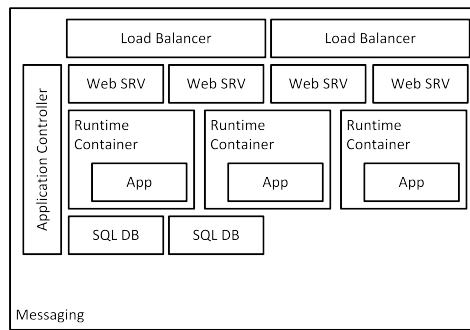 Load Balancer
Load Balancer
Application Controller
Web SRV
Web SRV
Web SRV
Web SRV
Runtime
Container
App
Runtime
Container
App
Runtime
Container
App
SQL DB
SQL DB
Messaging